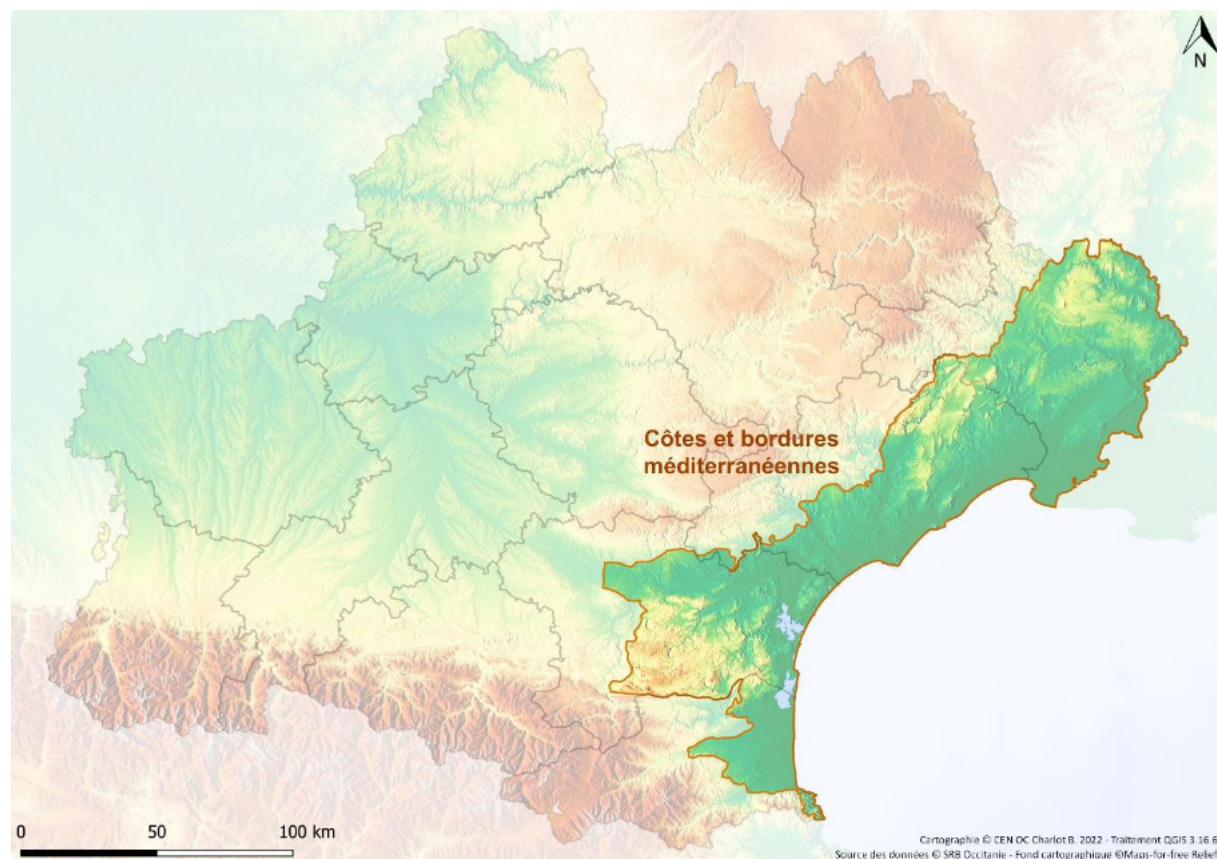 N
Côtes et bordures
méditerranéennes
0 50 100 km
Cartographie © CEN OC Charlot B. 2022 - Traitement QGIS 3.16.6
Source des données © SRB Occitanie - Fond cartographique ©Maps-for-free Relief